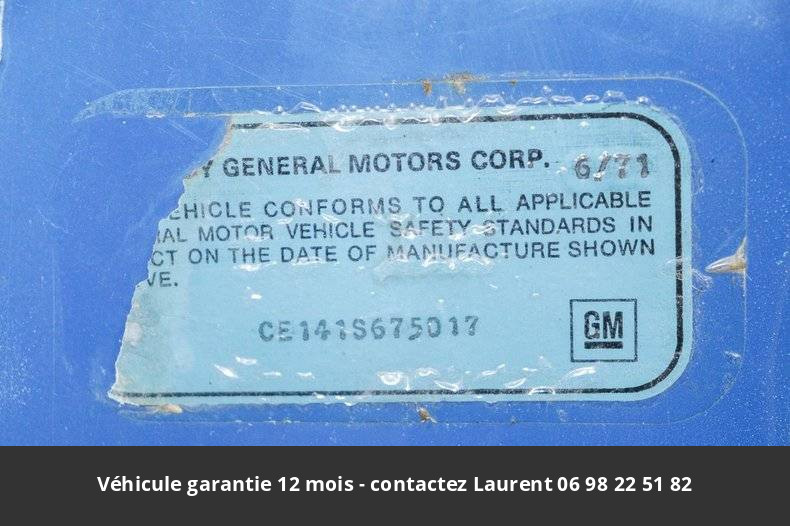 Y GENERAL MOTORS CORP. 6/71
EHICLE CONFORMS TO ALL APPLICABLE
AL MOTOR VEHICLE SAFETY STANDARDS IN
CT ON THE DATE OF MANUFACTURE SHOWN
VE.
CE141S675017
GM
Véhicule garantie 12 mois - contactez Laurent 06 98 22 51 82